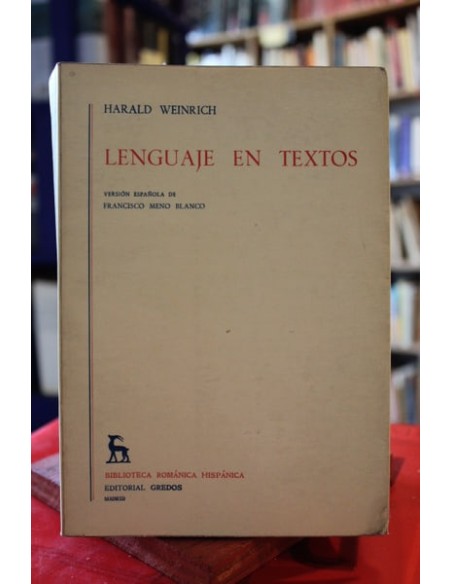 HARALD WEINRICH
LENGUAJE EN TEXTOS
VERSIÓN ESPAÑOLA DE
FRANCISCO MENO BLANCO
BIBLIOTECA ROMÁNICA HISPÁNICA
EDITORIAL GREDOS
MADRID